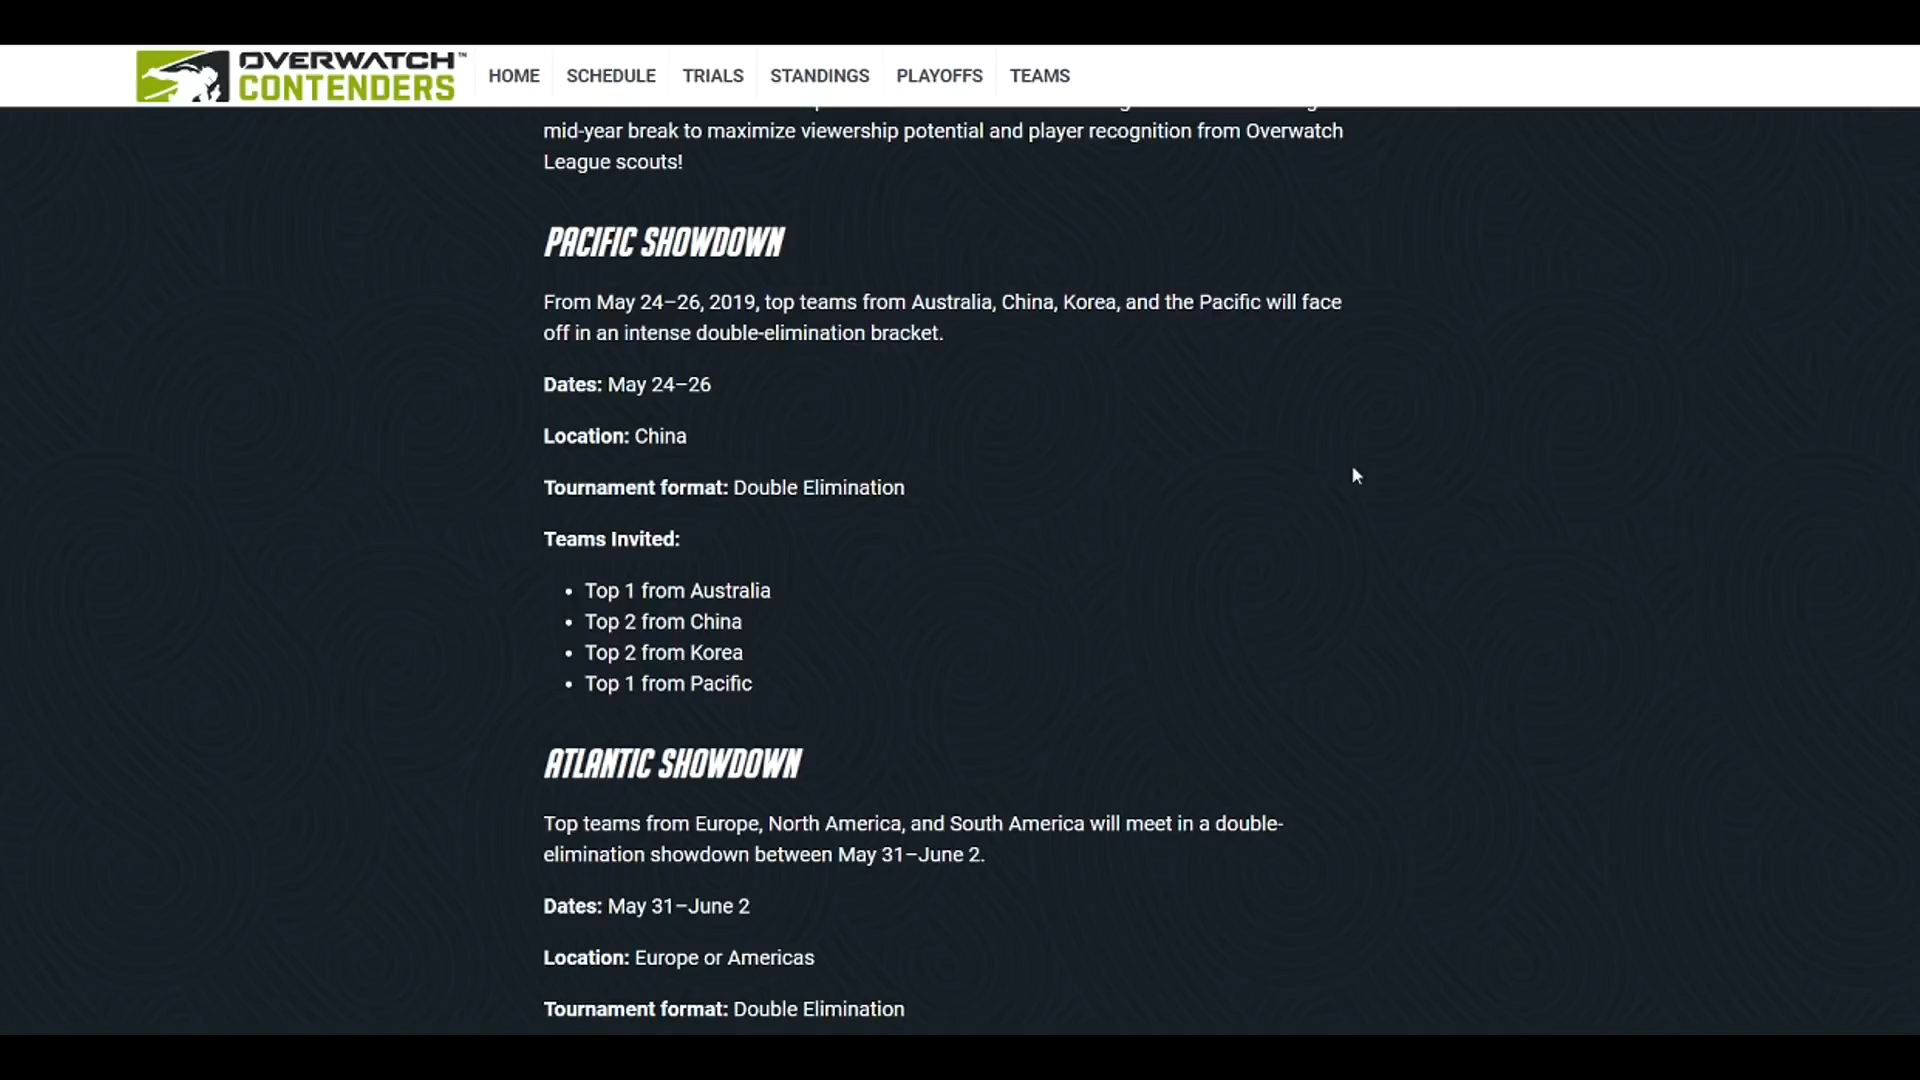 OVERWATCH™
CONTENDERS
HOME SCHEDULE TRIALS STANDINGS PLAYOFFS TEAMS
mid-year break to maximize viewership potential and player recognition from Overwatch
League scouts!
PACIFIC SHOWDOWN
From May 24–26, 2019, top teams from Australia, China, Korea, and the Pacific will face
off in an intense double-elimination bracket.
Dates: May 24–26
Location: China
Tournament format: Double Elimination
Teams Invited:
• Top 1 from Australia
• Top 2 from China
• Top 2 from Korea
• Top 1 from Pacific
ATLANTIC SHOWDOWN
Top teams from Europe, North America, and South America will meet in a double-
elimination showdown between May 31–June 2.
Dates: May 31–June 2
Location: Europe or Americas
Tournament format: Double Elimination